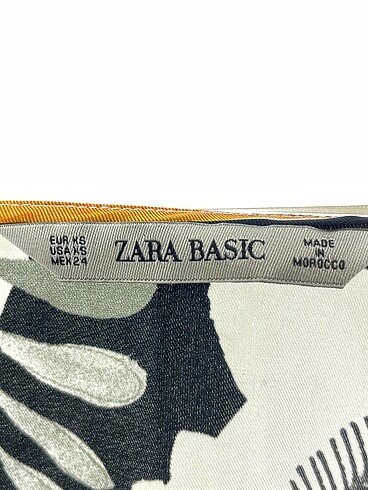 EUR XS
USA XS
MEX 24
ZARA BASIC
MADE
IN
MOROCCO